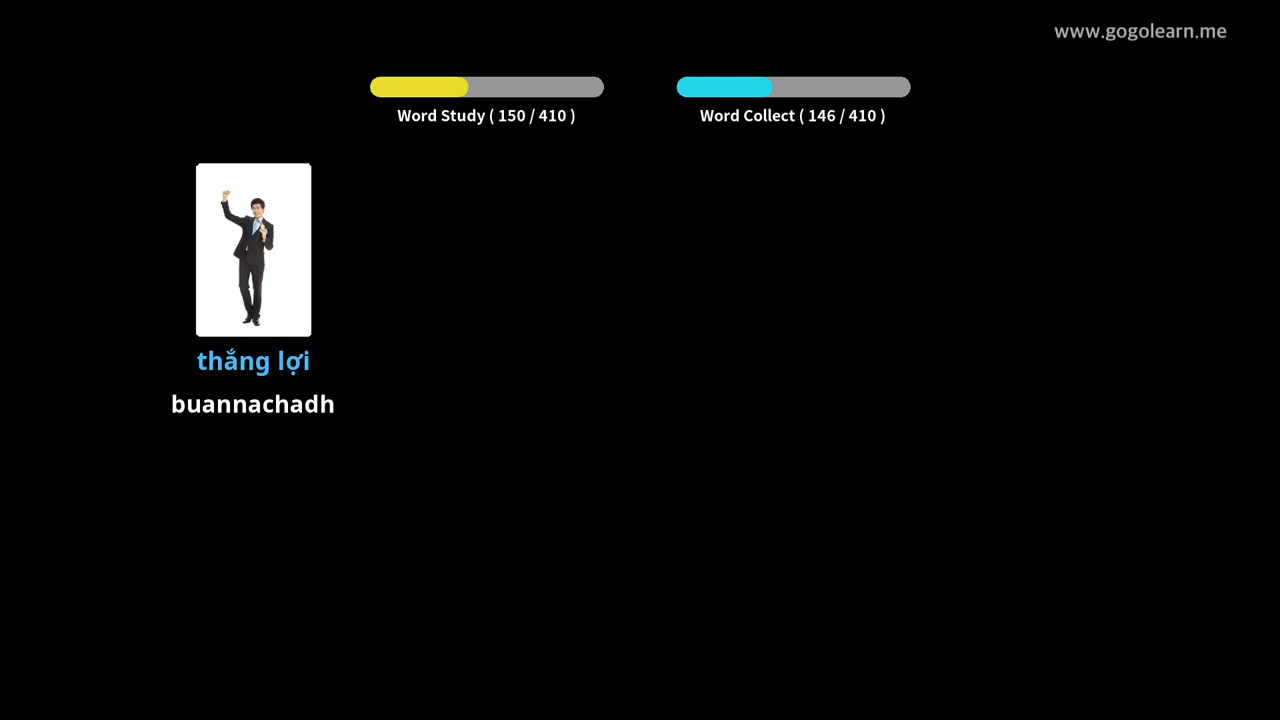 www.gogolearn.me
Word Study ( 150 / 410 )
Word Collect ( 146 / 410 )
thắng lợi
buannachadh